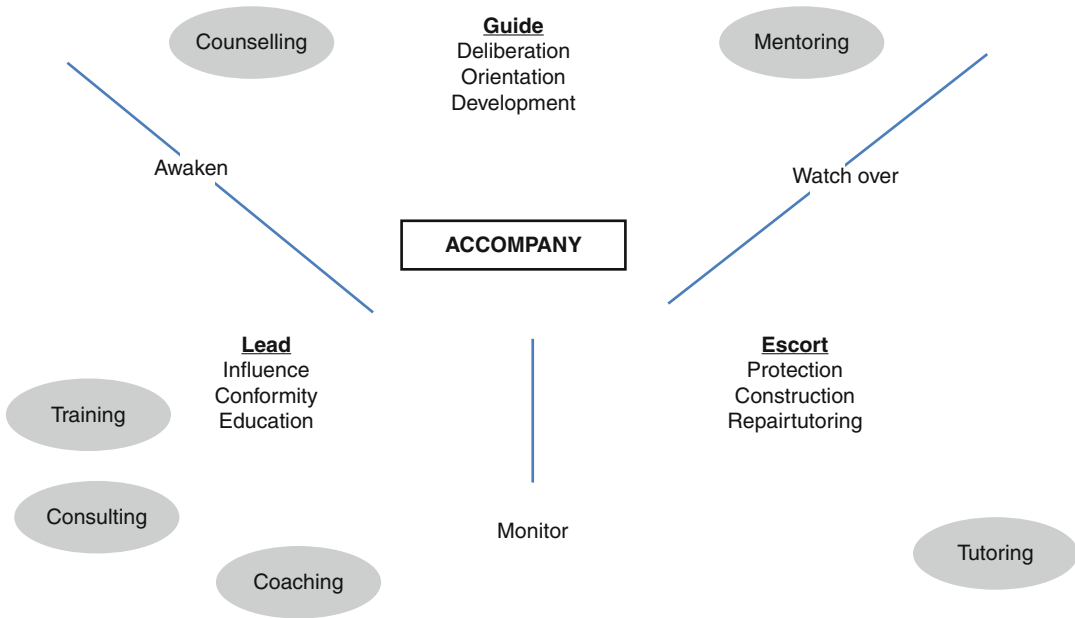 Counselling
Guide
Deliberation
Orientation
Development
Mentoring
Awaken
Watch over
ACCOMPANY
Lead
Influence
Conformity
Education
Escort
Protection
Construction
Repairtutoring
Training
Consulting
Monitor
Coaching
Tutoring